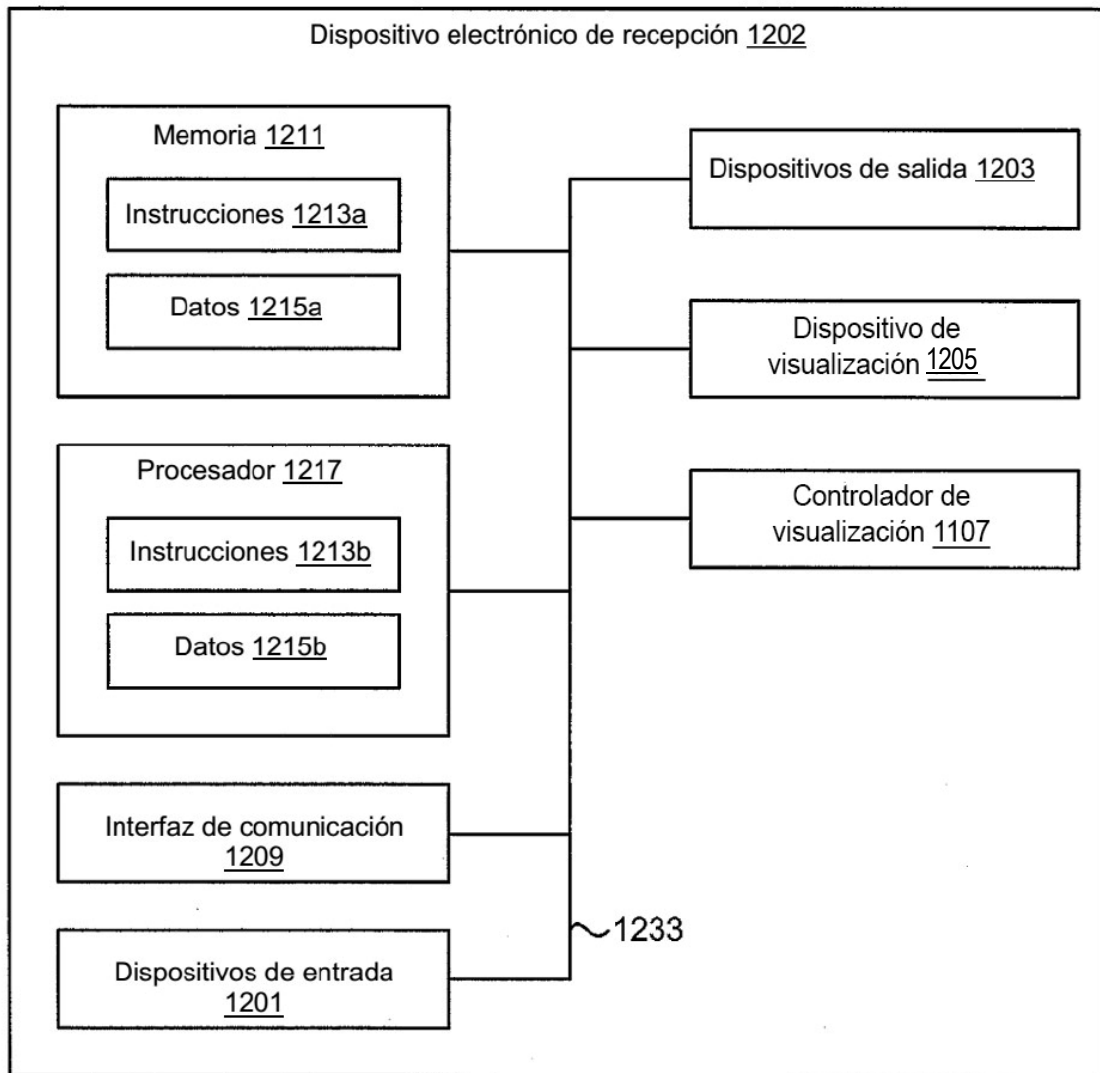 Dispositivo electrónico de recepción 1202
Memoria 1211
Instrucciones 1213a
Datos 1215a
Procesador 1217
Instrucciones 1213b
Datos 1215b
Interfaz de comunicación
1209
Dispositivos de entrada
1201
Dispositivos de salida 1203
Dispositivo de
visualización 1205
Controlador de
visualización 1107
1233